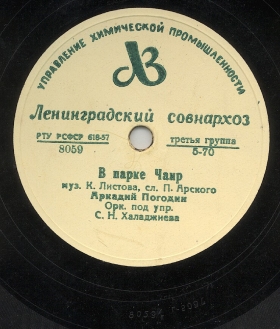 УПРАВЛЕНИЕ ХИМИЧЕСКОЙ ПРОМЫШЛЕННОСТИ
Ленинградский совнархоз
РТУ РСФСР 618-57 третья группа
8059 5-70
В парке Чаир
муз. К. Листова, сл. П. Арского
Аркадий Погодин
Орк. под упр.
С. Н. Халаджиева